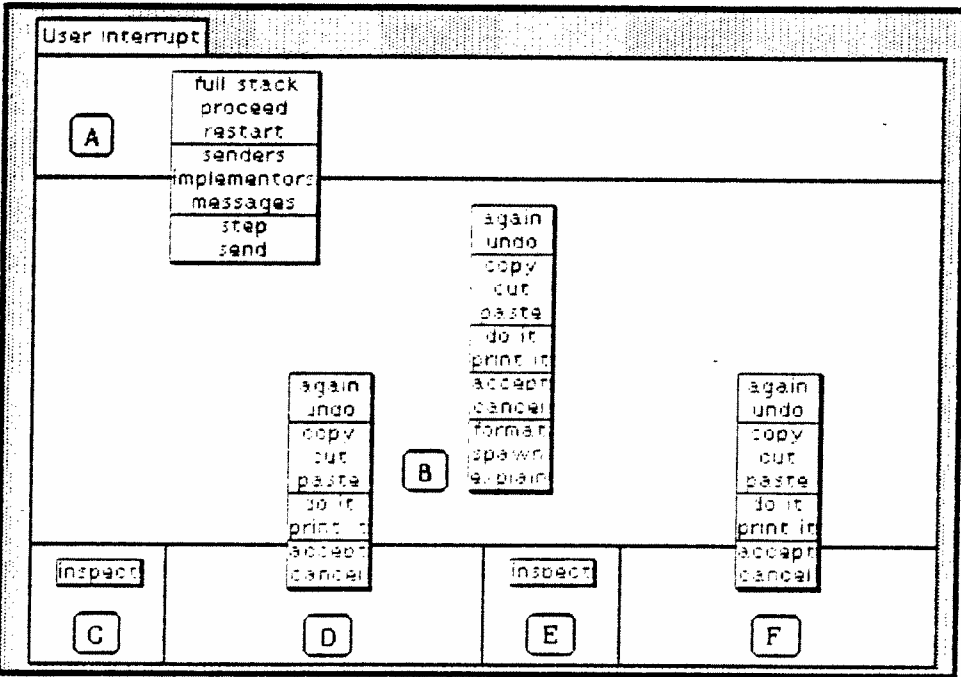 User interrupt
full stack
proceed
restart
senders
implementors
messages
step
send
A
again
undo
copy
cut
paste
do it
print it
accept
cancel
format
spawn
explain
B
again
undo
copy
cut
paste
do it
print it
accept
cancel
again
undo
copy
cut
paste
do it
print it
accept
cancel
inspect
inspect
C
D
E
F